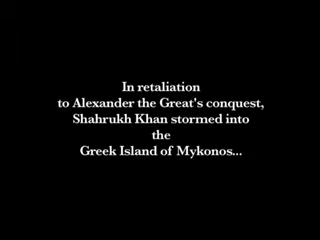 In retaliation
to Alexander the Great's conquest,
Shahrukh Khan stormed into
the
Greek Island of Mykonos...